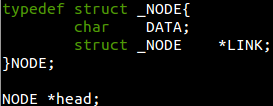 typedef struct _NODE{
        char    DATA;
        struct _NODE    *LINK;
}NODE;

NODE *head;